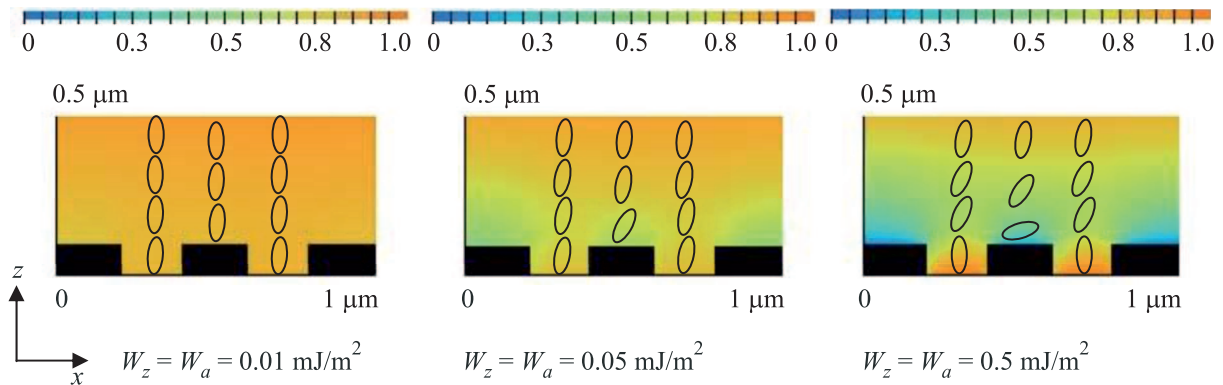 0 0.3 0.5 0.8 1.0
0 0.3 0.5 0.8 1.0
0 0.3 0.5 0.8 1.0
0.5 μm
0.5 μm
0.5 μm
z
x
0 1 μm
0 1 μm
0 1 μm
W_z = W_a = 0.01 mJ/m²
W_z = W_a = 0.05 mJ/m²
W_z = W_a = 0.5 mJ/m²